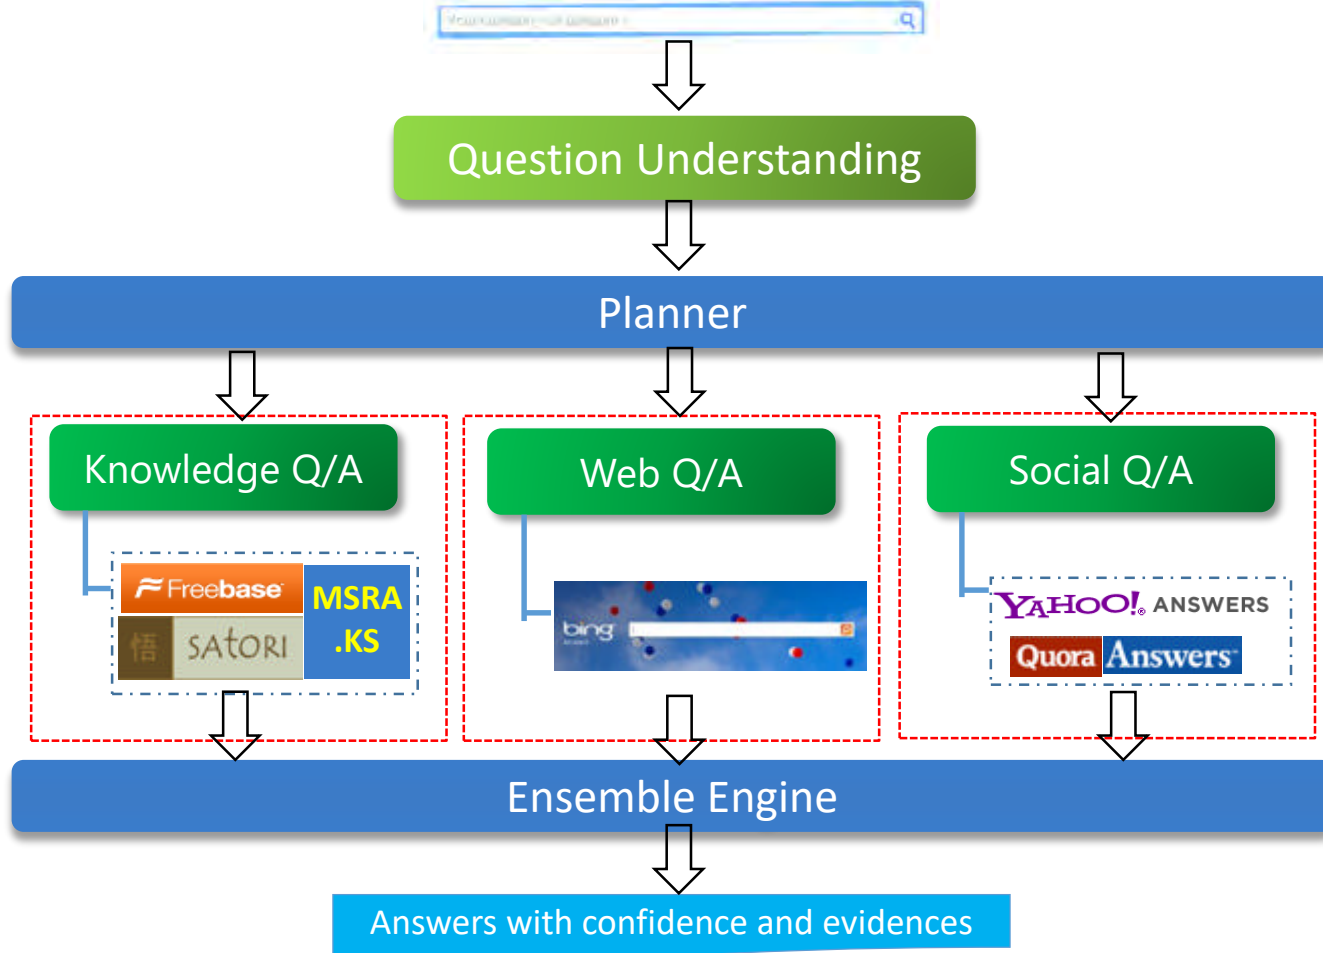 Question Understanding
Planner
Knowledge Q/A
Web Q/A
Social Q/A
Freebase
MSRA
.KS
悟 SATORI
bing
YAHOO! ANSWERS
Quora Answers
Ensemble Engine
Answers with confidence and evidences